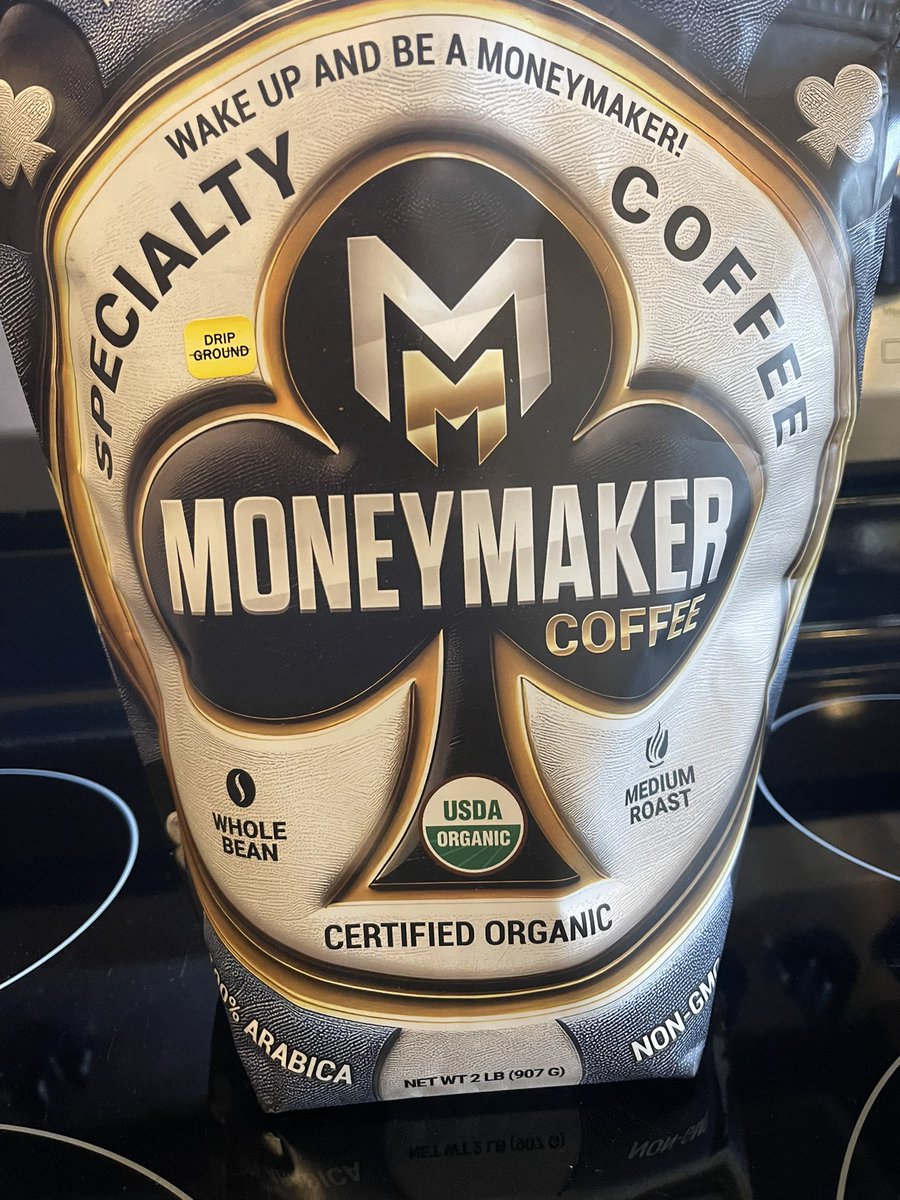 WAKE UP AND BE A MONEYMAKER!
SPECIALTY COFFEE
DRIP
GROUND
MM
MONEYMAKER
COFFEE
WHOLE
BEAN
MEDIUM
ROAST
USDA
ORGANIC
CERTIFIED ORGANIC
ARABICA
NON-GMO
NET WT 2 LB (907 G)